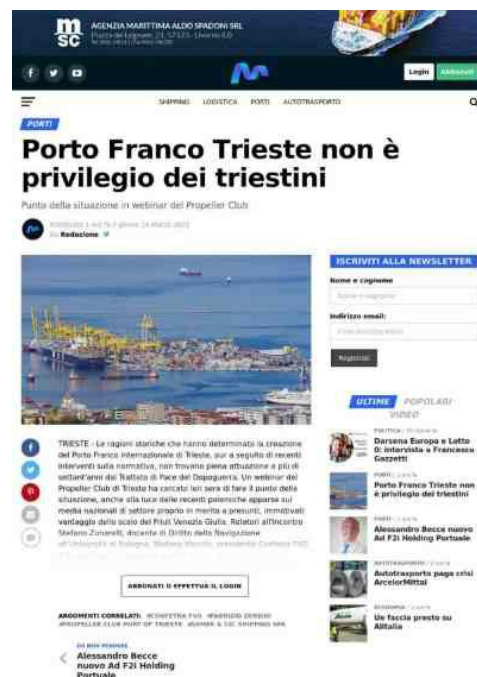 msc
AGENZIA MARITTIMA ALDO SPADONI SRL
Login
Abbonati
SHIPPING LOGISTICA PORTI AUTOTRASPORTO
PORTI
Porto Franco Trieste non è
privilegio dei triestini
Punto della situazione in webinar del Propeller Club
Redazione
TRIESTE - Le ragioni storiche che hanno determinato la creazione
del Porto Franco internazionale di Trieste, pur a seguito di recenti
interventi sulla normativa, non trovano piena attuazione a più di
settant'anni dal Trattato di Pace del Dopoguerra. Un webinar del
Propeller Club di Trieste ha cercato ieri sera di fare il punto della
situazione, anche alla luce delle recenti polemiche apparse sui
media nazionali di settore proprio in merito a presunti, immotivati
vantaggio dello scalo del Friuli Venezia Giulia. Relatori all'incontro
Stefano Zunarelli, docente di Diritto della Navigazione
ABBONATI O EFFETTUA IL LOGIN
ARGOMENTI CORRELATI:
DA NON PERDERE
Alessandro Becce
nuovo Ad F2i Holding
Portuale
ISCRIVITI ALLA NEWSLETTER
Nome e cognome
Nome e cognome
Indirizzo email:
Registrati
ULTIME POPOLARI
VIDEO
Darsena Europa e Lotto
0: intervista a Francesco
Gazzetti
Porto Franco Trieste non
è privilegio dei triestini
Alessandro Becce nuovo
Ad F2i Holding Portuale
Autotrasporto paga crisi
ArcelorMittal
Ue faccia presto su
Alitalia